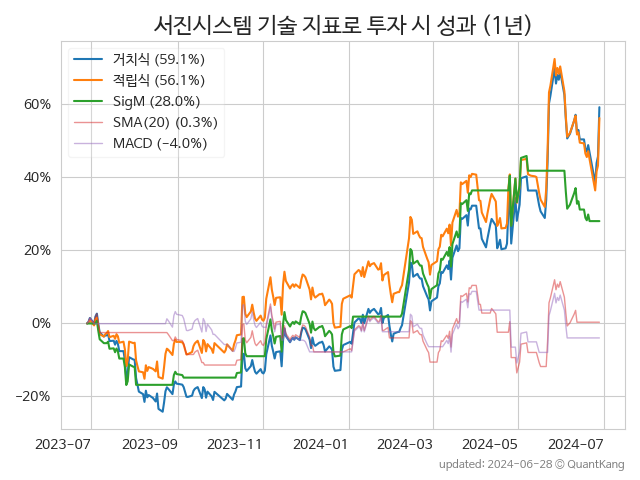 서진시스템 기술 지표로 투자 시 성과 (1년)
거치식 (59.1%)
적립식 (56.1%)
SigM (28.0%)
SMA(20) (0.3%)
MACD (−4.0%)
60%
40%
20%
0%
−20%
2023-07 2023-09 2023-11 2024-01 2024-03 2024-05 2024-07
updated: 2024-06-28 © QuantKang